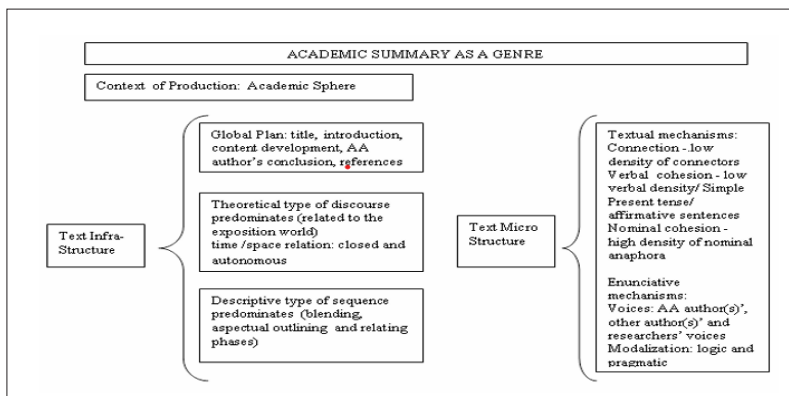 ACADEMIC SUMMARY AS A GENRE
Context of Production: Academic Sphere
Text Infra-
Structure
Global Plan: title, introduction,
content development, AA
author's conclusion, references
Theoretical type of discourse
predominates (related to the
exposition world)
time /space relation: closed and
autonomous
Descriptive type of sequence
predominates (blending,
aspectual outlining and relating
phases)
Text Micro
Structure
Textual mechanisms:
Connection -.low
density of connectors
Verbal cohesion - low
verbal density/ Simple
Present tense/
affirmative sentences
Nominal cohesion -
high density of nominal
anaphora
Enunciative
mechanisms:
Voices: AA author(s)',
other author(s)' and
researchers' voices
Modalization: logic and
pragmatic